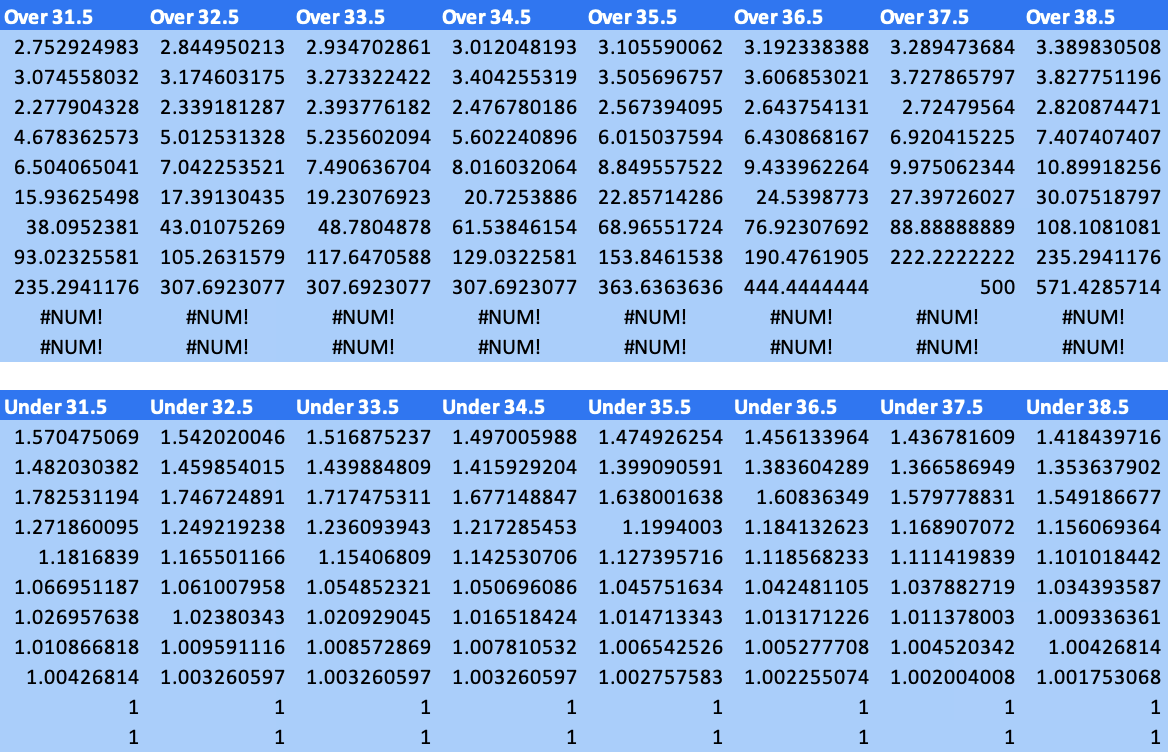 Over 31.5 Over 32.5 Over 33.5 Over 34.5 Over 35.5 Over 36.5 Over 37.5 Over 38.5
2.752924983 2.844950213 2.934702861 3.012048193 3.105590062 3.192338388 3.289473684 3.389830508
3.074558032 3.174603175 3.273322422 3.404255319 3.505696757 3.606853021 3.727865797 3.827751196
2.277904328 2.339181287 2.393776182 2.476780186 2.567394095 2.643754131 2.72479564 2.820874471
4.678362573 5.012531328 5.235602094 5.602240896 6.015037594 6.430868167 6.920415225 7.407407407
6.504065041 7.042253521 7.490636704 8.016032064 8.849557522 9.433962264 9.975062344 10.89918256
15.93625498 17.39130435 19.23076923 20.7253886 22.85714286 24.5398773 27.39726027 30.07518797
38.0952381 43.01075269 48.7804878 61.53846154 68.96551724 76.92307692 88.88888889 108.1081081
93.02325581 105.2631579 117.6470588 129.0322581 153.8461538 190.4761905 222.2222222 235.2941176
235.2941176 307.6923077 307.6923077 307.6923077 363.6363636 444.4444444 500 571.4285714
#NUM! #NUM! #NUM! #NUM! #NUM! #NUM! #NUM! #NUM!
#NUM! #NUM! #NUM! #NUM! #NUM! #NUM! #NUM! #NUM!
Under 31.5 Under 32.5 Under 33.5 Under 34.5 Under 35.5 Under 36.5 Under 37.5 Under 38.5
1.570475069 1.542020046 1.516875237 1.497005988 1.474926254 1.456133964 1.436781609 1.418439716
1.482030382 1.459854015 1.439884809 1.415929204 1.399090591 1.383604289 1.366586949 1.353637902
1.782531194 1.746724891 1.717475311 1.677148847 1.638001638 1.60836349 1.579778831 1.549186677
1.271860095 1.249219238 1.236093943 1.217285453 1.1994003 1.184132623 1.168907072 1.156069364
1.1816839 1.165501166 1.15406809 1.142530706 1.127395716 1.118568233 1.111419839 1.101018442
1.066951187 1.061007958 1.054852321 1.050696086 1.045751634 1.042481105 1.037882719 1.034393587
1.026957638 1.02380343 1.020929045 1.016518424 1.014713343 1.013171226 1.011378003 1.009336361
1.010866818 1.009591116 1.008572869 1.007810532 1.006542526 1.005277708 1.004520342 1.00426814
1.00426814 1.003260597 1.003260597 1.003260597 1.002757583 1.002255074 1.002004008 1.001753068
1 1 1 1 1 1 1 1
1 1 1 1 1 1 1 1